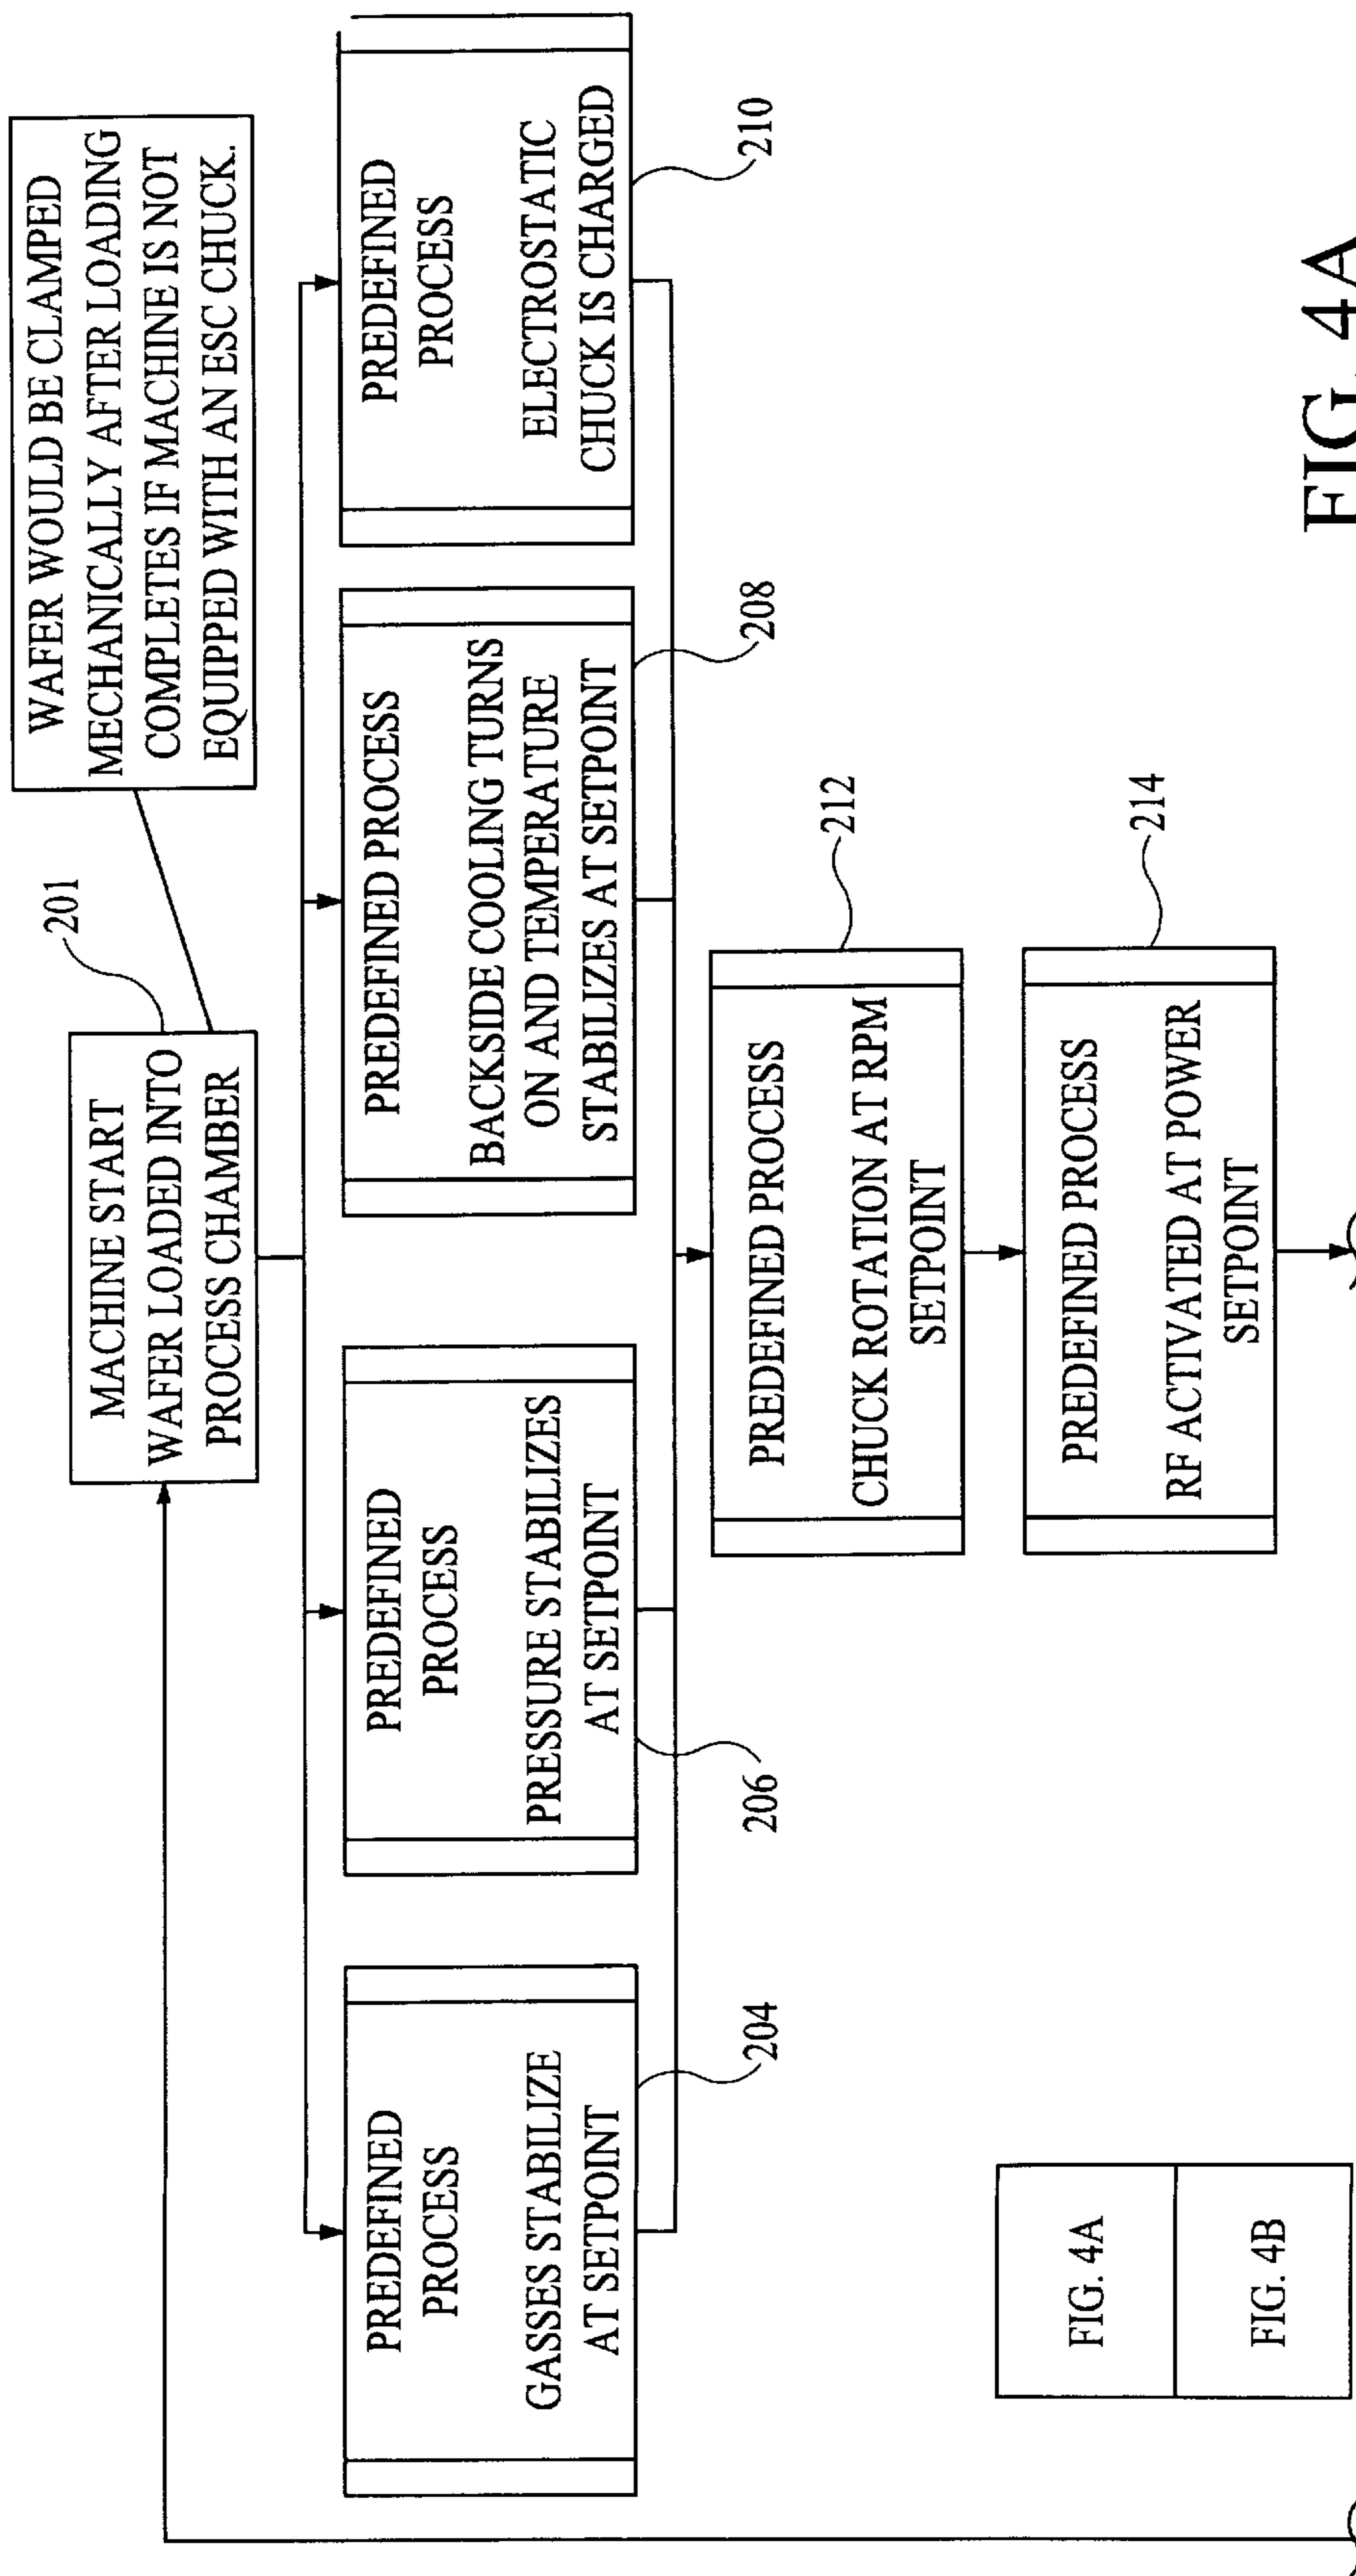 WAFER WOULD BE CLAMPED
MECHANICALLY AFTER LOADING
COMPLETES IF MACHINE IS NOT
EQUIPPED WITH AN ESC CHUCK.
201
MACHINE START
WAFER LOADED INTO
PROCESS CHAMBER
PREDEFINED
PROCESS
GASSES STABILIZE
AT SETPOINT
204
PREDEFINED
PROCESS
PRESSURE STABILIZES
AT SETPOINT
206
PREDEFINED PROCESS
BACKSIDE COOLING TURNS
ON AND TEMPERATURE
STABILIZES AT SETPOINT
208
PREDEFINED
PROCESS
ELECTROSTATIC
CHUCK IS CHARGED
210
PREDEFINED PROCESS
CHUCK ROTATION AT RPM
SETPOINT
212
PREDEFINED PROCESS
RF ACTIVATED AT POWER
SETPOINT
214
FIG. 4A
FIG. 4B
FIG. 4A